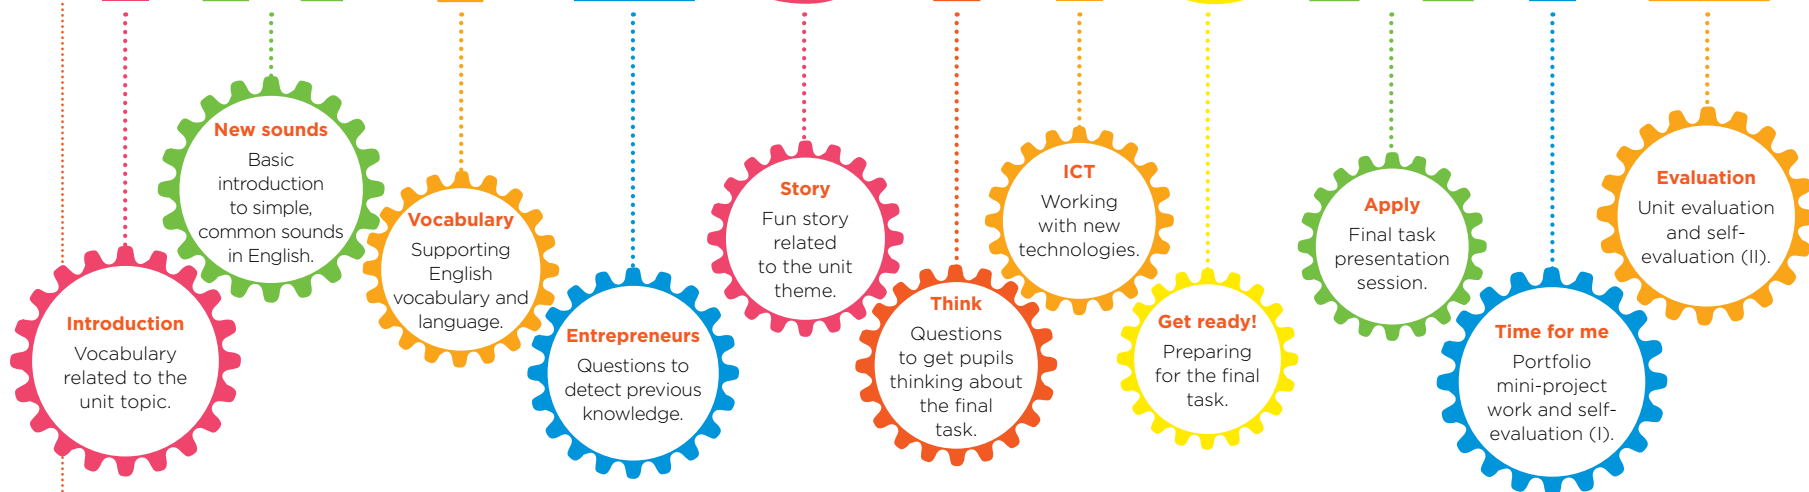 Introduction
Vocabulary
related to the
unit topic.
New sounds
Basic
introduction
to simple,
common sounds
in English.
Vocabulary
Supporting
English
vocabulary and
language.
Entrepreneurs
Questions to
detect previous
knowledge.
Story
Fun story
related
to the unit
theme.
Think
Questions
to get pupils
thinking about
the final
task.
ICT
Working
with new
technologies.
Get ready!
Preparing
for the final
task.
Apply
Final task
presentation
session.
Time for me
Portfolio
mini-project
work and self-
evaluation (I).
Evaluation
Unit evaluation
and self-
evaluation (II).